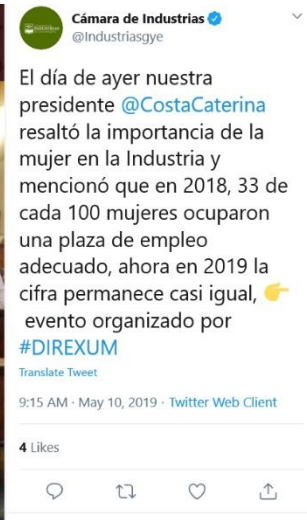 Cámara de Industrias
@Industriasgye
El día de ayer nuestra
presidente @CostaCaterina
resaltó la importancia de la
mujer en la Industria y
mencionó que en 2018, 33 de
cada 100 mujeres ocuparon
una plaza de empleo
adecuado, ahora en 2019 la
cifra permanece casi igual, 👉
evento organizado por
#DIREXUM
Translate Tweet
9:15 AM · May 10, 2019 · Twitter Web Client
4 Likes